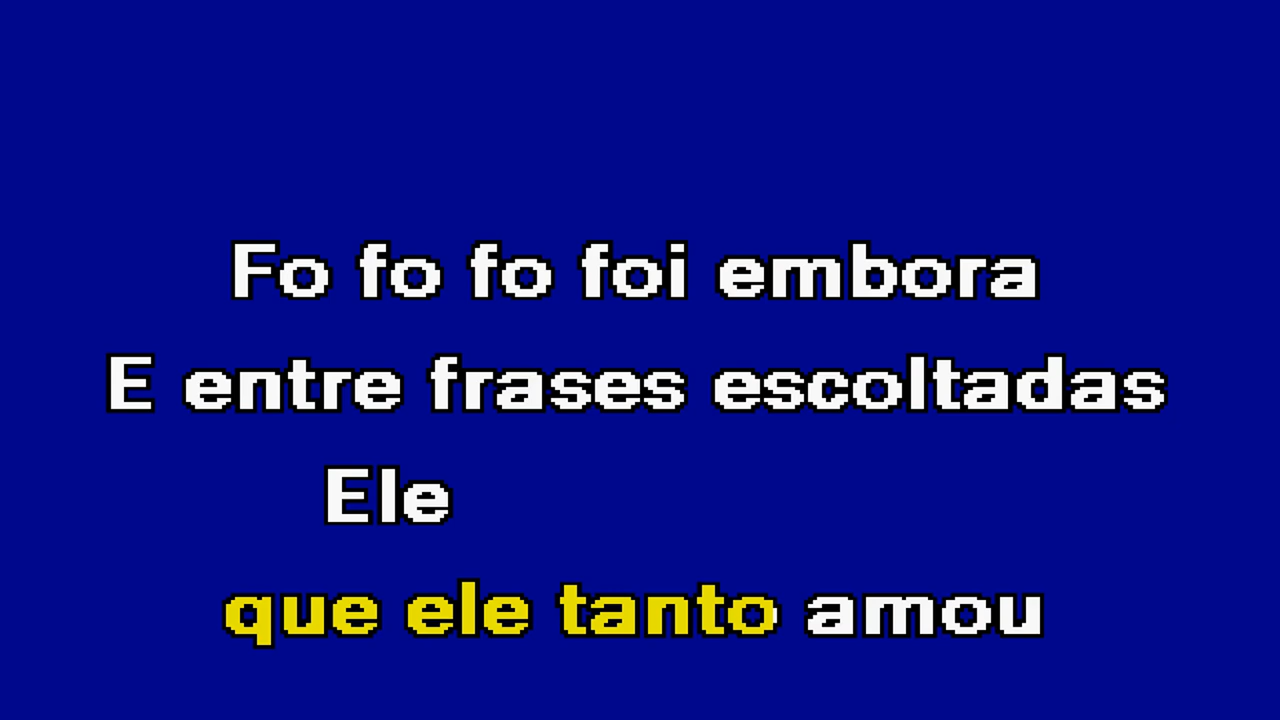 Fo fo fo foi embora
E entre frases escoltadas
Ele
que ele tanto amou